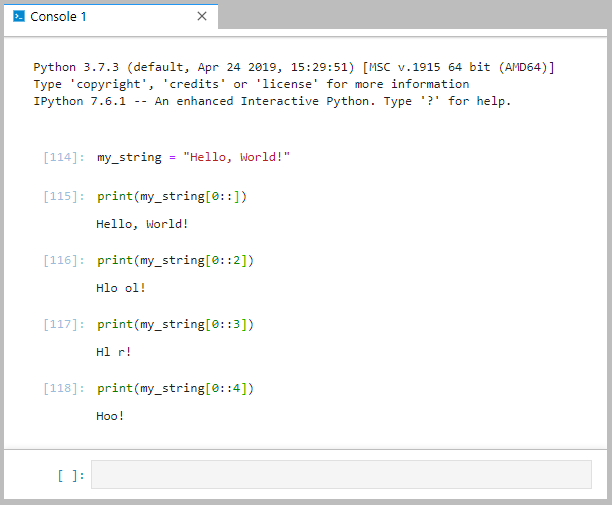 Console 1
Python 3.7.3 (default, Apr 24 2019, 15:29:51) [MSC v.1915 64 bit (AMD64)]
Type 'copyright', 'credits' or 'license' for more information
IPython 7.6.1 -- An enhanced Interactive Python. Type '?' for help.
[114]: my_string = "Hello, World!"
[115]: print(my_string[0::])
Hello, World!
[116]: print(my_string[0::2])
Hlo ol!
[117]: print(my_string[0::3])
Hl r!
[118]: print(my_string[0::4])
Hoo!
[ ]: